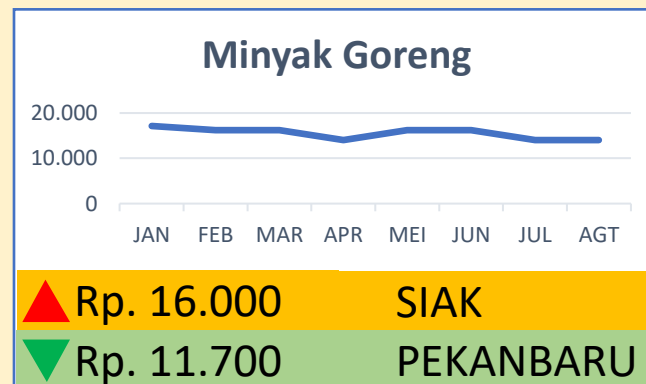 Minyak Goreng
20.000
10.000
0
JAN FEB MAR APR MEI JUN JUL AGT
Rp. 16.000 SIAK
Rp. 11.700 PEKANBARU